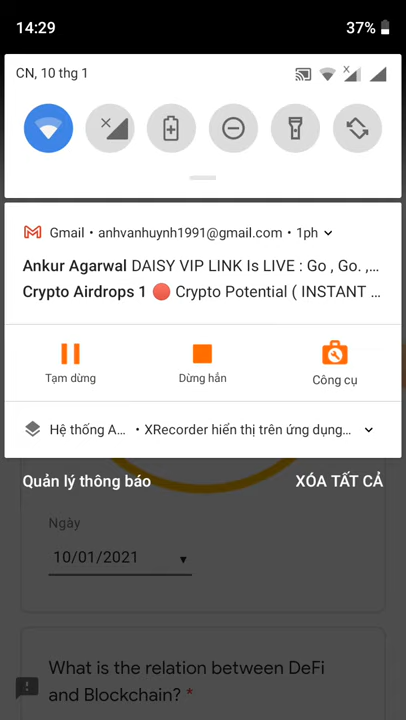 14:29
37%
CN, 10 thg 1
Gmail • anhvanhuynh1991@gmail.com • 1ph
Ankur Agarwal DAISY VIP LINK Is LIVE : Go , Go. ,...
Crypto Airdrops 1 🔴 Crypto Potential ( INSTANT ...
Tạm dừng
Dừng hẳn
Công cụ
Hệ thống A... • XRecorder hiển thị trên ứng dụng...
Quản lý thông báo
XÓA TẤT CẢ
Ngày
10/01/2021
What is the relation between DeFi
and Blockchain? *